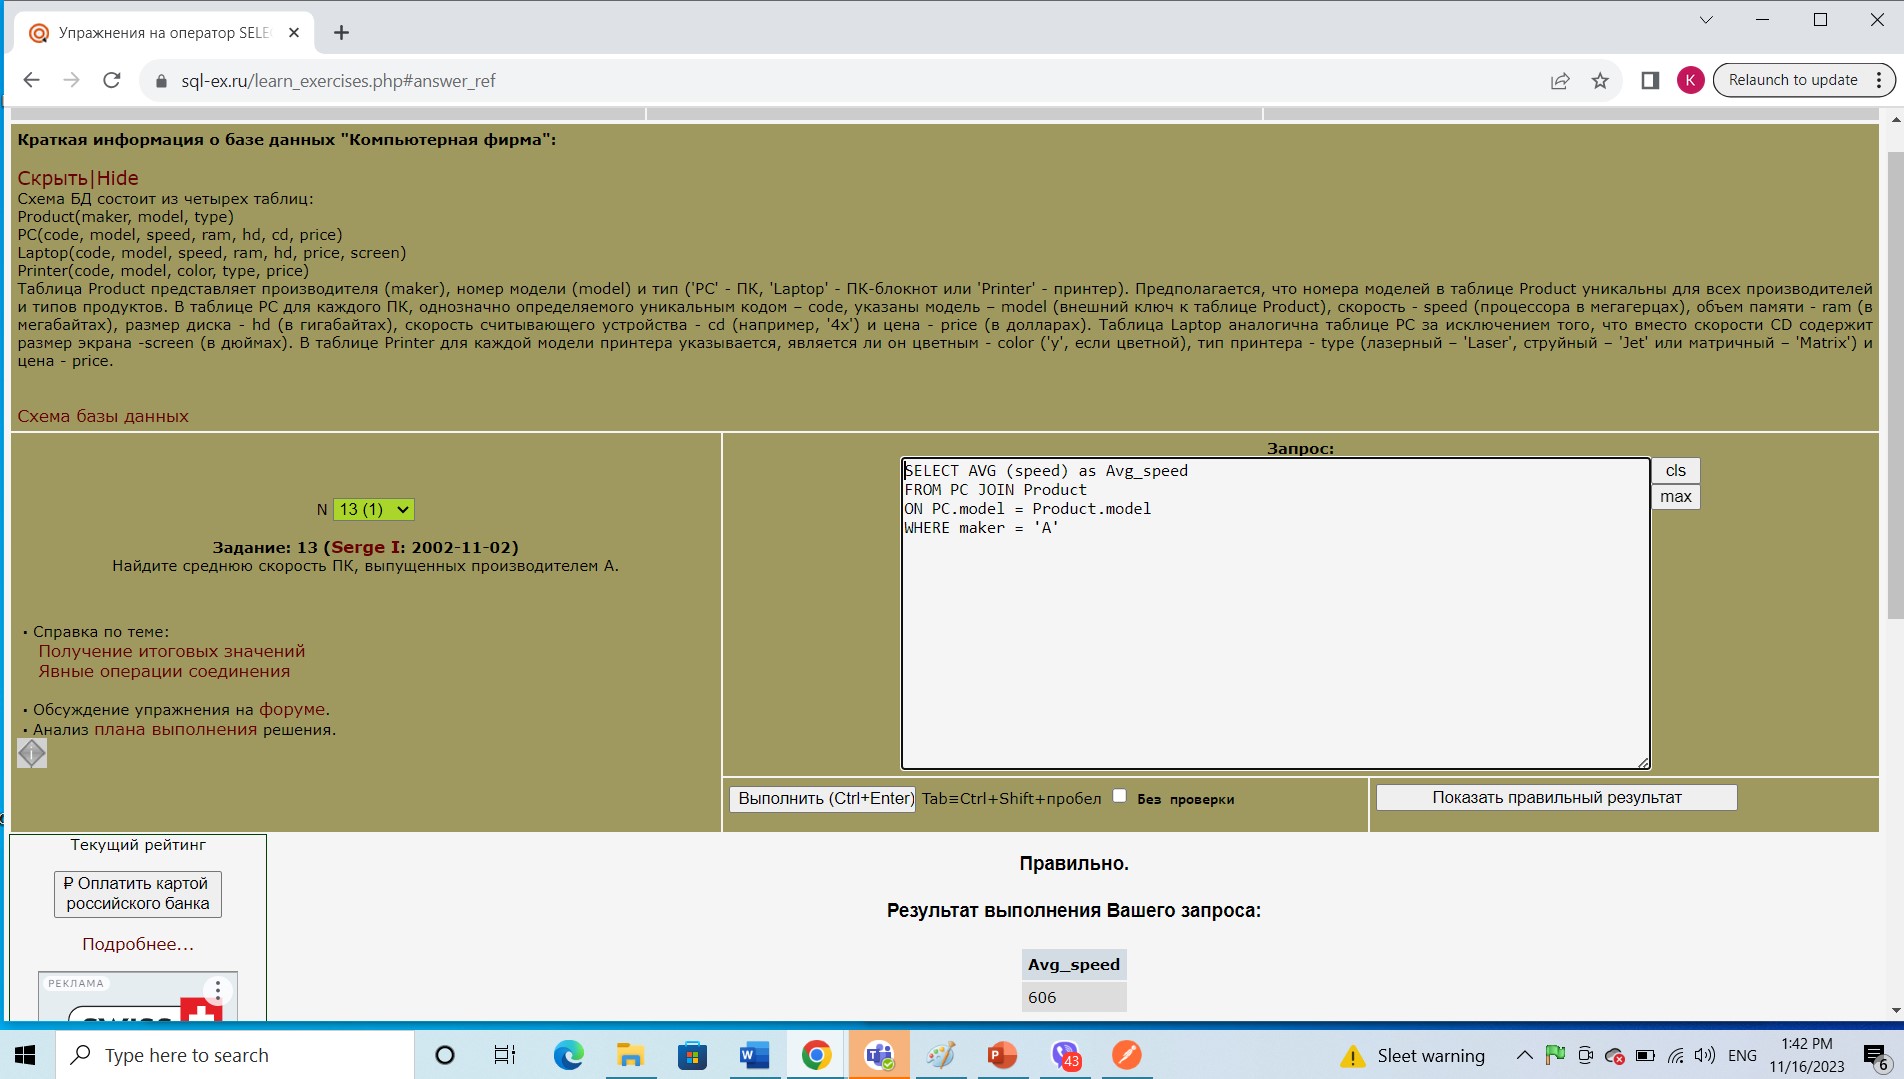 Упражнения на оператор SELE
sql-ex.ru/learn_exercises.php#answer_ref
K
Relaunch to update
Краткая информация о базе данных "Компьютерная фирма":
Скрыть|Hide
Схема БД состоит из четырех таблиц:
Product(maker, model, type)
PC(code, model, speed, ram, hd, cd, price)
Laptop(code, model, speed, ram, hd, price, screen)
Printer(code, model, color, type, price)
Таблица Product представляет производителя (maker), номер модели (model) и тип ('PC' - ПК, 'Laptop' - ПК-блокнот или 'Printer' - принтер). Предполагается, что номера моделей в таблице Product уникальны для всех производителей
и типов продуктов. В таблице PC для каждого ПК, однозначно определяемого уникальным кодом – code, указаны модель – model (внешний ключ к таблице Product), скорость - speed (процессора в мегагерцах), объем памяти - ram (в
мегабайтах), размер диска - hd (в гигабайтах), скорость считывающего устройства - cd (например, '4x') и цена - price (в долларах). Таблица Laptop аналогична таблице РС за исключением того, что вместо скорости CD содержит
размер экрана -screen (в дюймах). В таблице Printer для каждой модели принтера указывается, является ли он цветным - color ('y', если цветной), тип принтера - type (лазерный – 'Laser', струйный – 'Jet' или матричный – 'Matrix') и
цена - price.
Схема базы данных
N 13 (1)
Задание: 13 (Serge I: 2002-11-02)
Найдите среднюю скорость ПК, выпущенных производителем A.
· Справка по теме:
Получение итоговых значений
Явные операции соединения
· Обсуждение упражнения на форуме.
· Анализ плана выполнения решения.
Запрос:
SELECT AVG (speed) as Avg_speed
FROM PC JOIN Product
ON PC.model = Product.model
WHERE maker = 'A'
cls
max
Выполнить (Ctrl+Enter) Tab≡Ctrl+Shift+пробел Без проверки
Показать правильный результат
Текущий рейтинг
₽ Оплатить картой
российского банка
Подробнее...
РЕКЛАМА
Правильно.
Результат выполнения Вашего запроса:
Avg_speed
606
Type here to search
43
Sleet warning
ENG
1:42 PM
11/16/2023
6